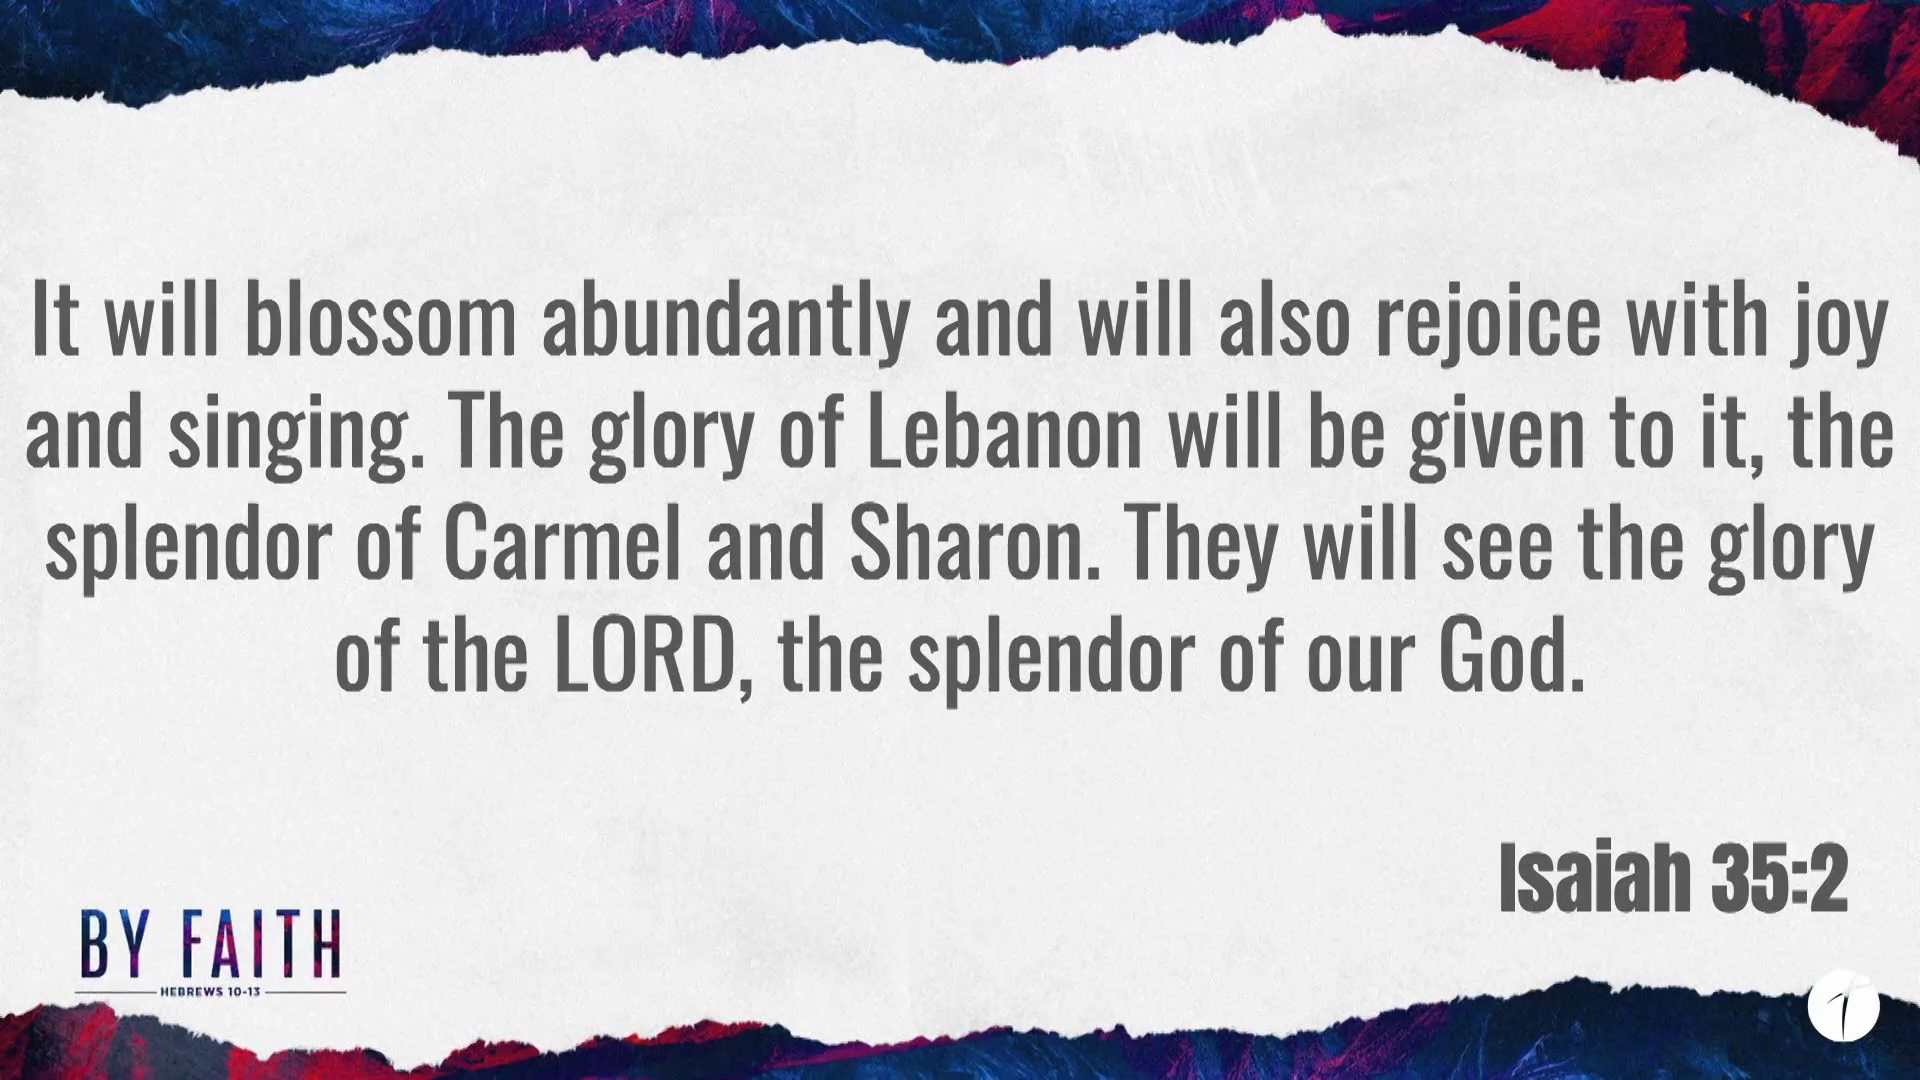 It will blossom abundantly and will also rejoice with joy
and singing. The glory of Lebanon will be given to it, the
splendor of Carmel and Sharon. They will see the glory
of the LORD, the splendor of our God.
Isaiah 35:2
BY FAITH
HEBREWS 10-13